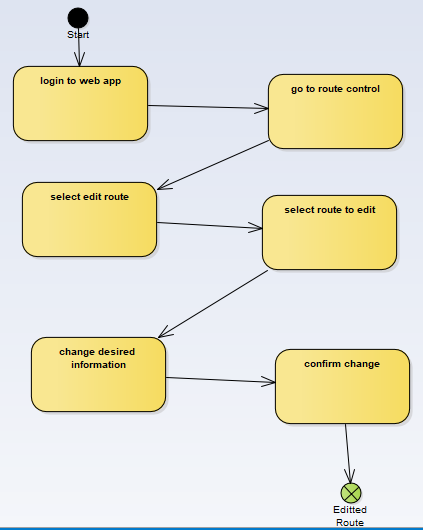 Start
login to web app
go to route control
select edit route
select route to edit
change desired
information
confirm change
Editted
Route